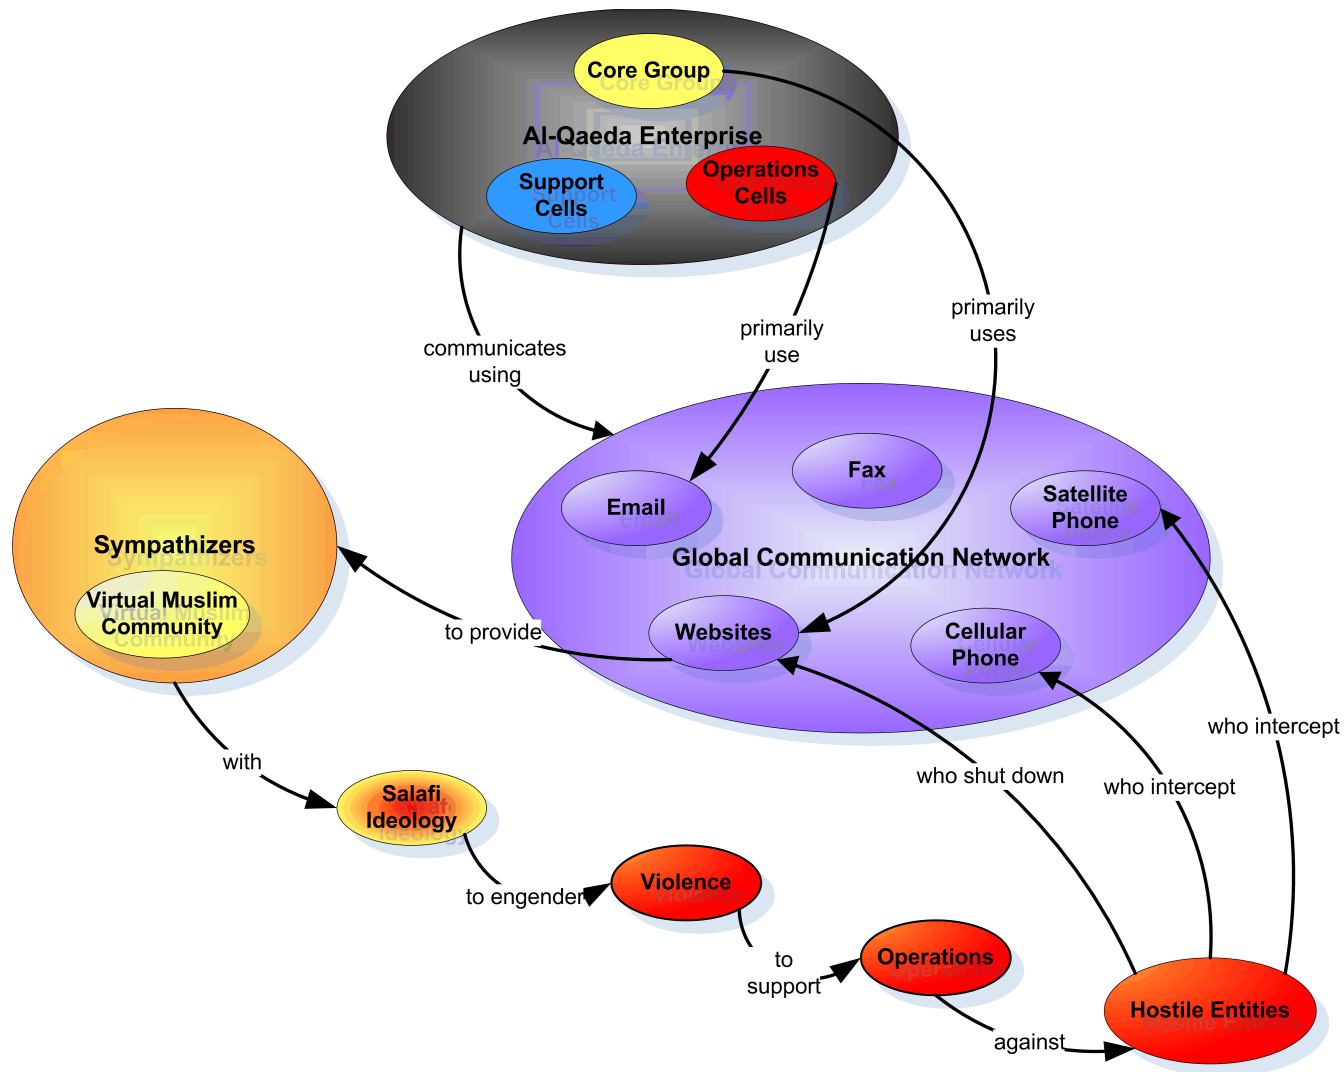 Core Group
Al-Qaeda Enterprise
Support
Cells
Operations
Cells
communicates
using
primarily
use
primarily
uses
Email
Fax
Satellite
Phone
Global Communication Network
Websites
Cellular
Phone
Sympathizers
Virtual Muslim
Community
to provide
with
Salafi
Ideology
to engender
Violence
to
support
Operations
against
Hostile Entities
who shut down
who intercept
who intercept